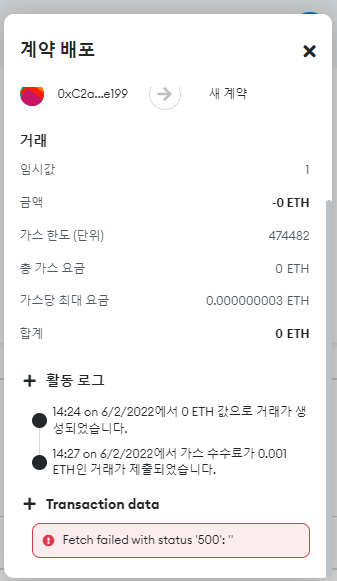 계약 배포
0xC2a...e199
새 계약
거래
임시값 1
금액 -0 ETH
가스 한도 (단위) 474482
총 가스 요금 0 ETH
가스당 최대 요금 0.000000003 ETH
합계 0 ETH
활동 로그
14:24 on 6/2/2022에서 0 ETH 값으로 거래가 생
성되었습니다.
14:27 on 6/2/2022에서 가스 수수료가 0.001
ETH인 거래가 제출되었습니다.
Transaction data
Fetch failed with status '500': ''